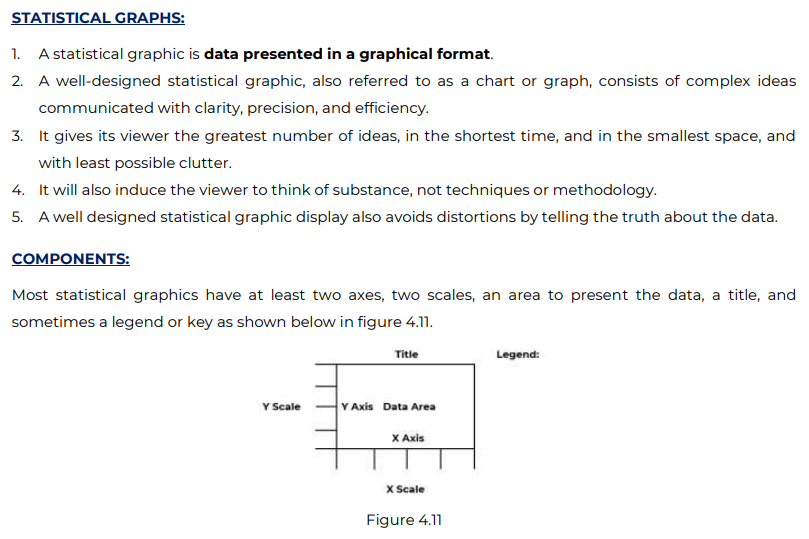 STATISTICAL GRAPHS:
1. A statistical graphic is data presented in a graphical format.
2. A well-designed statistical graphic, also referred to as a chart or graph, consists of complex ideas
communicated with clarity, precision, and efficiency.
3. It gives its viewer the greatest number of ideas, in the shortest time, and in the smallest space, and
with least possible clutter.
4. It will also induce the viewer to think of substance, not techniques or methodology.
5. A well designed statistical graphic display also avoids distortions by telling the truth about the data.
COMPONENTS:
Most statistical graphics have at least two axes, two scales, an area to present the data, a title, and
sometimes a legend or key as shown below in figure 4.11.
Title Legend:
Y Scale Y Axis Data Area
X Axis
X Scale
Figure 4.11